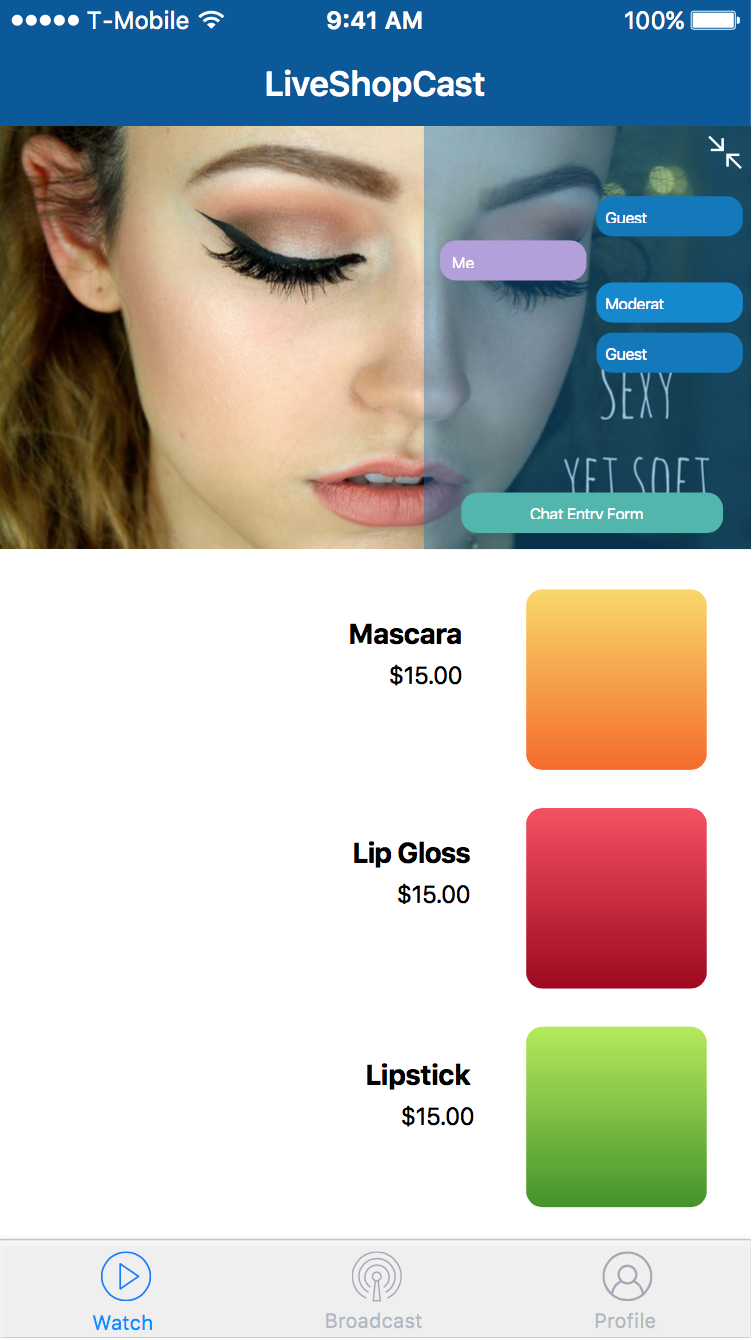 T-Mobile 9:41 AM 100%
LiveShopCast
Guest
Me
Moderat
Guest
SEXY
YET SOFT
Chat Entry Form
Mascara
$15.00
Lip Gloss
$15.00
Lipstick
$15.00
Watch Broadcast Profile